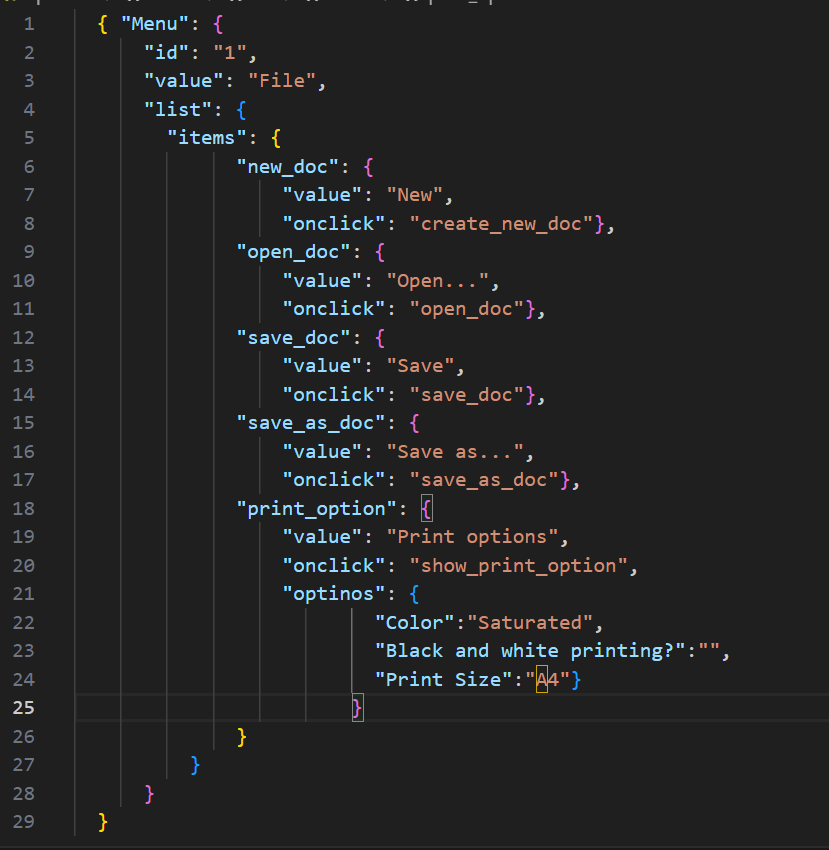 1 { "Menu": {
2 "id": "1",
3 "value": "File",
4 "list": {
5 "items": {
6 "new_doc": {
7 "value": "New",
8 "onclick": "create_new_doc"},
9 "open_doc": {
10 "value": "Open...",
11 "onclick": "open_doc"},
12 "save_doc": {
13 "value": "Save",
14 "onclick": "save_doc"},
15 "save_as_doc": {
16 "value": "Save as...",
17 "onclick": "save_as_doc"},
18 "print_option": {
19 "value": "Print options",
20 "onclick": "show_print_option",
21 "optinos": {
22 "Color":"Saturated",
23 "Black and white printing?":"",
24 "Print Size":"A4"}
25 }
26 }
27 }
28 }
29 }